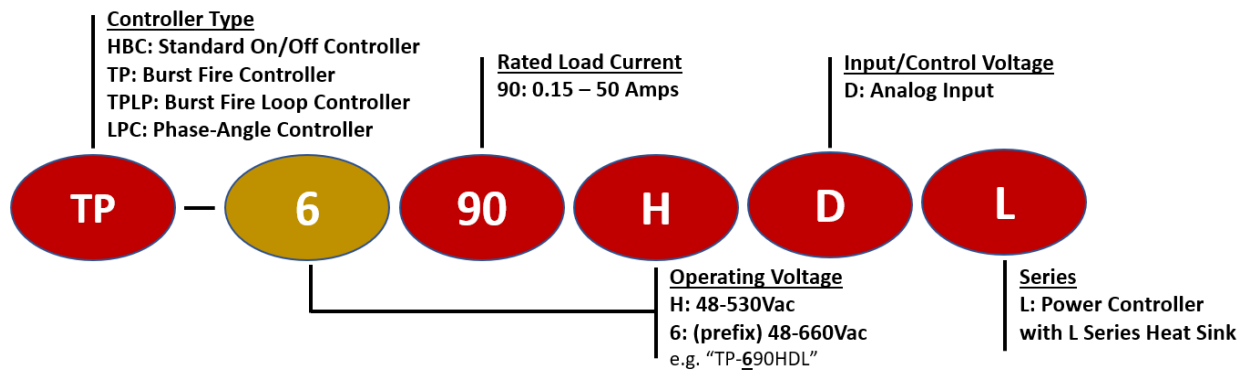 Controller Type
HBC: Standard On/Off Controller
TP: Burst Fire Controller
TPLP: Burst Fire Loop Controller
LPC: Phase-Angle Controller
Rated Load Current
90: 0.15 – 50 Amps
Input/Control Voltage
D: Analog Input
TP – 6 90 H D L
Operating Voltage
H: 48-530Vac
6: (prefix) 48-660Vac
e.g. “TP-690HDL”
Series
L: Power Controller
with L Series Heat Sink